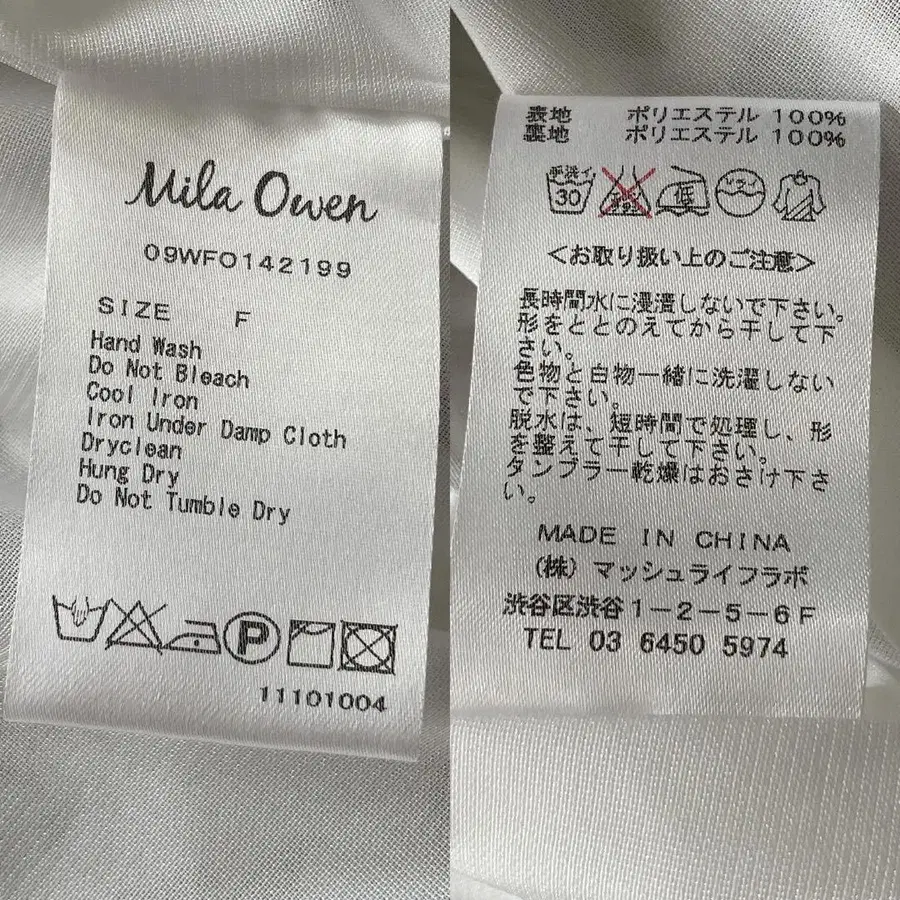 Mila Owen
09WFO142199
SIZE F
Hand Wash
Do Not Bleach
Cool Iron
Iron Under Damp Cloth
Dryclean
Hung Dry
Do Not Tumble Dry
P
11101004
表地 ポリエステル 100%
裏地 ポリエステル 100%
手洗イ
30 低 ドライ
<お取り扱い上のご注意>
長時間水に浸漬しないで下さい。
形をととのえてから干して下
さい。
色物と白物一緒に洗濯しない
で下さい。
脱水は、短時間で処理し、形
を整えて干して下さい。
タンブラー乾燥はおさけ下さ
い。
MADE IN CHINA
(株) マッシュライフラボ
渋谷区渋谷1-2-5-6F
TEL 03 6450 5974